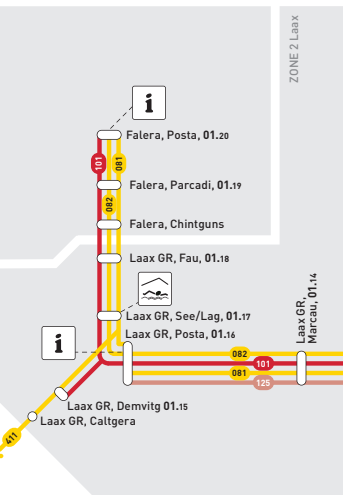 ZONE 2 Laax
i
Falera, Posta, 01.20
101
081
Falera, Parcadi, 01.19
082
Falera, Chintguns
Laax GR, Fau, 01.18
Laax GR, See/Lag, 01.17
Laax GR, Posta, 01.16
i
Laax GR,
Marcau, 01.14
082
101
081
125
Laax GR, Demvitg 01.15
Laax GR, Caltgera
411